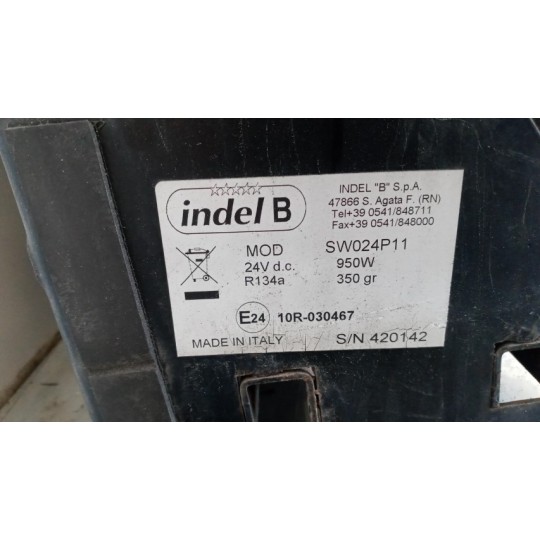 indel B
INDEL "B" S.p.A.
47866 S. Agata F. (RN)
Tel+39 0541/848711
Fax+39 0541/848000
MOD SW024P11
24V d.c. 950W
R134a 350 gr
E24 10R-030467
MADE IN ITALY S/N 420142